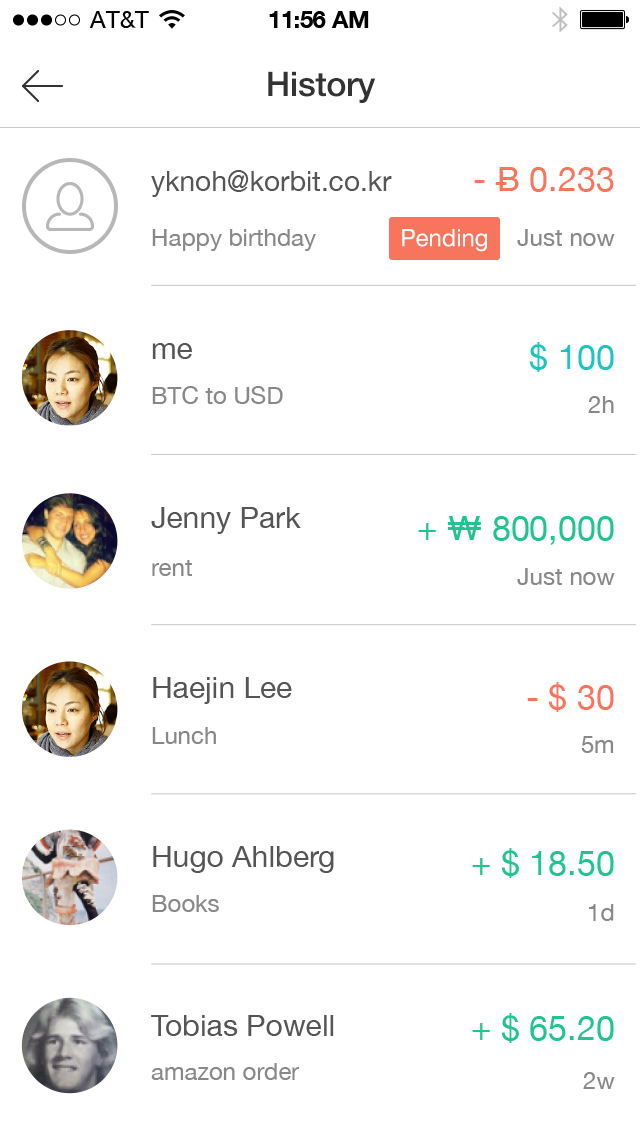 AT&T 11:56 AM
History
yknoh@korbit.co.kr - Ƀ 0.233
Happy birthday Pending Just now
me $ 100
BTC to USD 2h
Jenny Park + ₩ 800,000
rent Just now
Haejin Lee - $ 30
Lunch 5m
Hugo Ahlberg + $ 18.50
Books 1d
Tobias Powell + $ 65.20
amazon order 2w